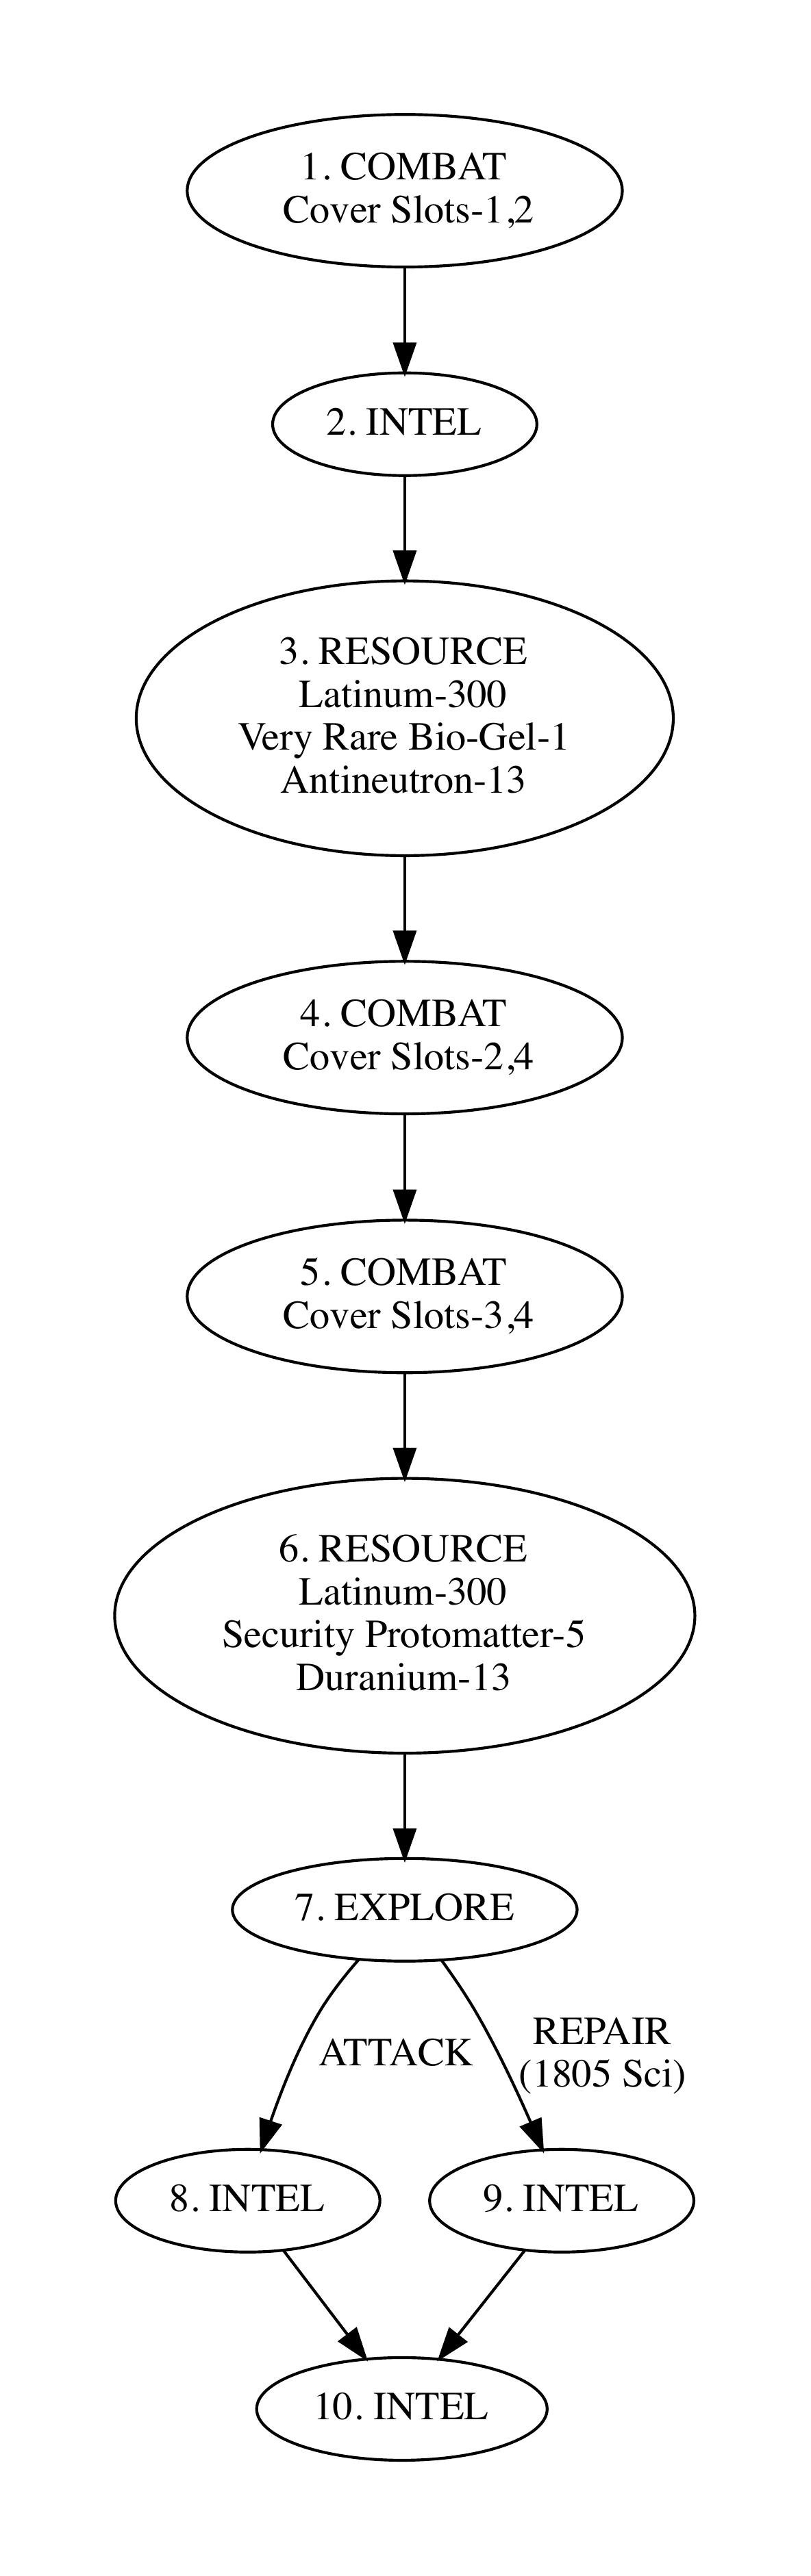 1. COMBAT
Cover Slots-1,2
2. INTEL
3. RESOURCE
Latinum-300
Very Rare Bio-Gel-1
Antineutron-13
4. COMBAT
Cover Slots-2,4
5. COMBAT
Cover Slots-3,4
6. RESOURCE
Latinum-300
Security Protomatter-5
Duranium-13
7. EXPLORE
ATTACK
REPAIR
(1805 Sci)
8. INTEL
9. INTEL
10. INTEL